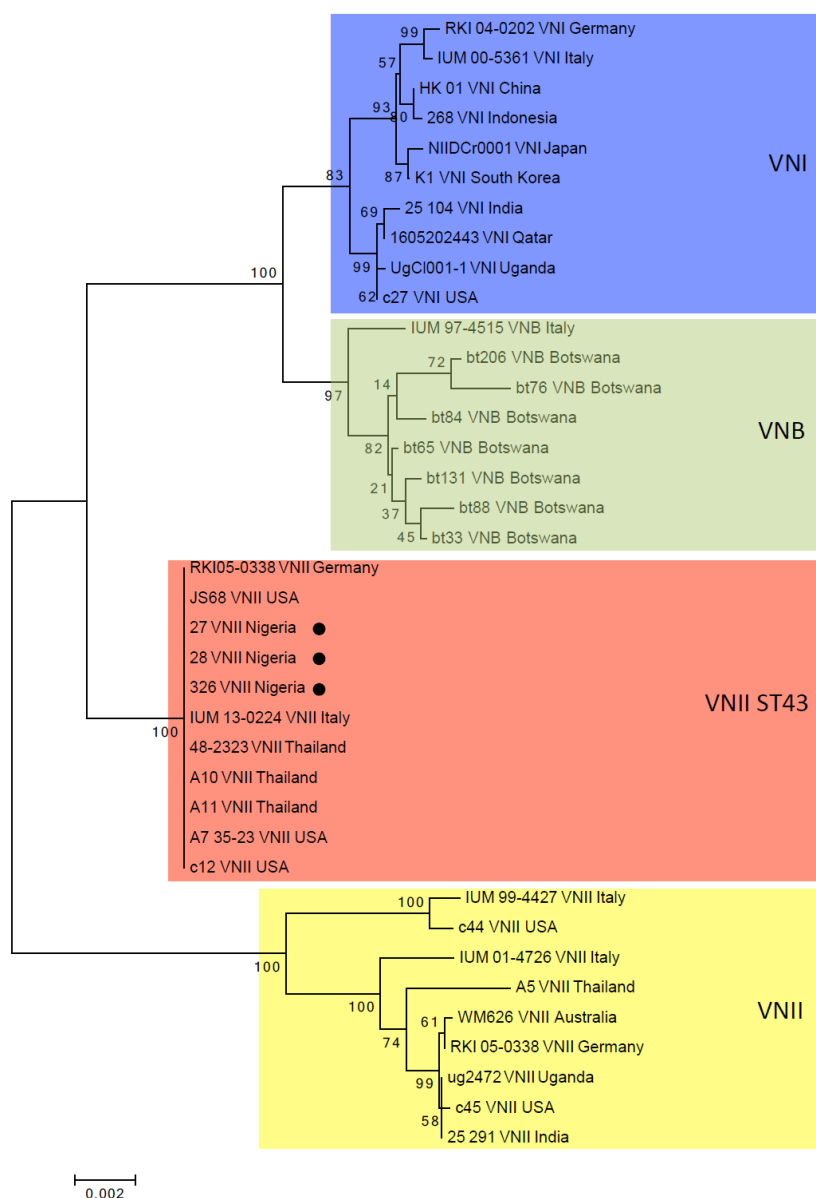 99
RKI 04-0202 VNI Germany
IUM 00-5361 VNI Italy
57
HK 01 VNI China
93
80
268 VNI Indonesia
NIIDCr0001 VNI Japan
VNI
87
K1 VNI South Korea
83
69
25 104 VNI India
1605202443 VNI Qatar
99
UgCl001-1 VNI Uganda
62
c27 VNI USA
100
IUM 97-4515 VNB Italy
72
bt206 VNB Botswana
14
bt76 VNB Botswana
97
bt84 VNB Botswana
VNB
82
bt65 VNB Botswana
21
bt131 VNB Botswana
37
bt88 VNB Botswana
45
bt33 VNB Botswana
RKI05-0338 VNII Germany
JS68 VNII USA
27 VNII Nigeria
28 VNII Nigeria
326 VNII Nigeria
VNII ST43
100
IUM 13-0224 VNII Italy
48-2323 VNII Thailand
A10 VNII Thailand
A11 VNII Thailand
A7 35-23 VNII USA
c12 VNII USA
100
IUM 99-4427 VNII Italy
c44 VNII USA
100
IUM 01-4726 VNII Italy
100
A5 VNII Thailand
VNII
61
WM626 VNII Australia
74
RKI 05-0338 VNII Germany
99
ug2472 VNII Uganda
c45 VNII USA
58
25 291 VNII India
0.002